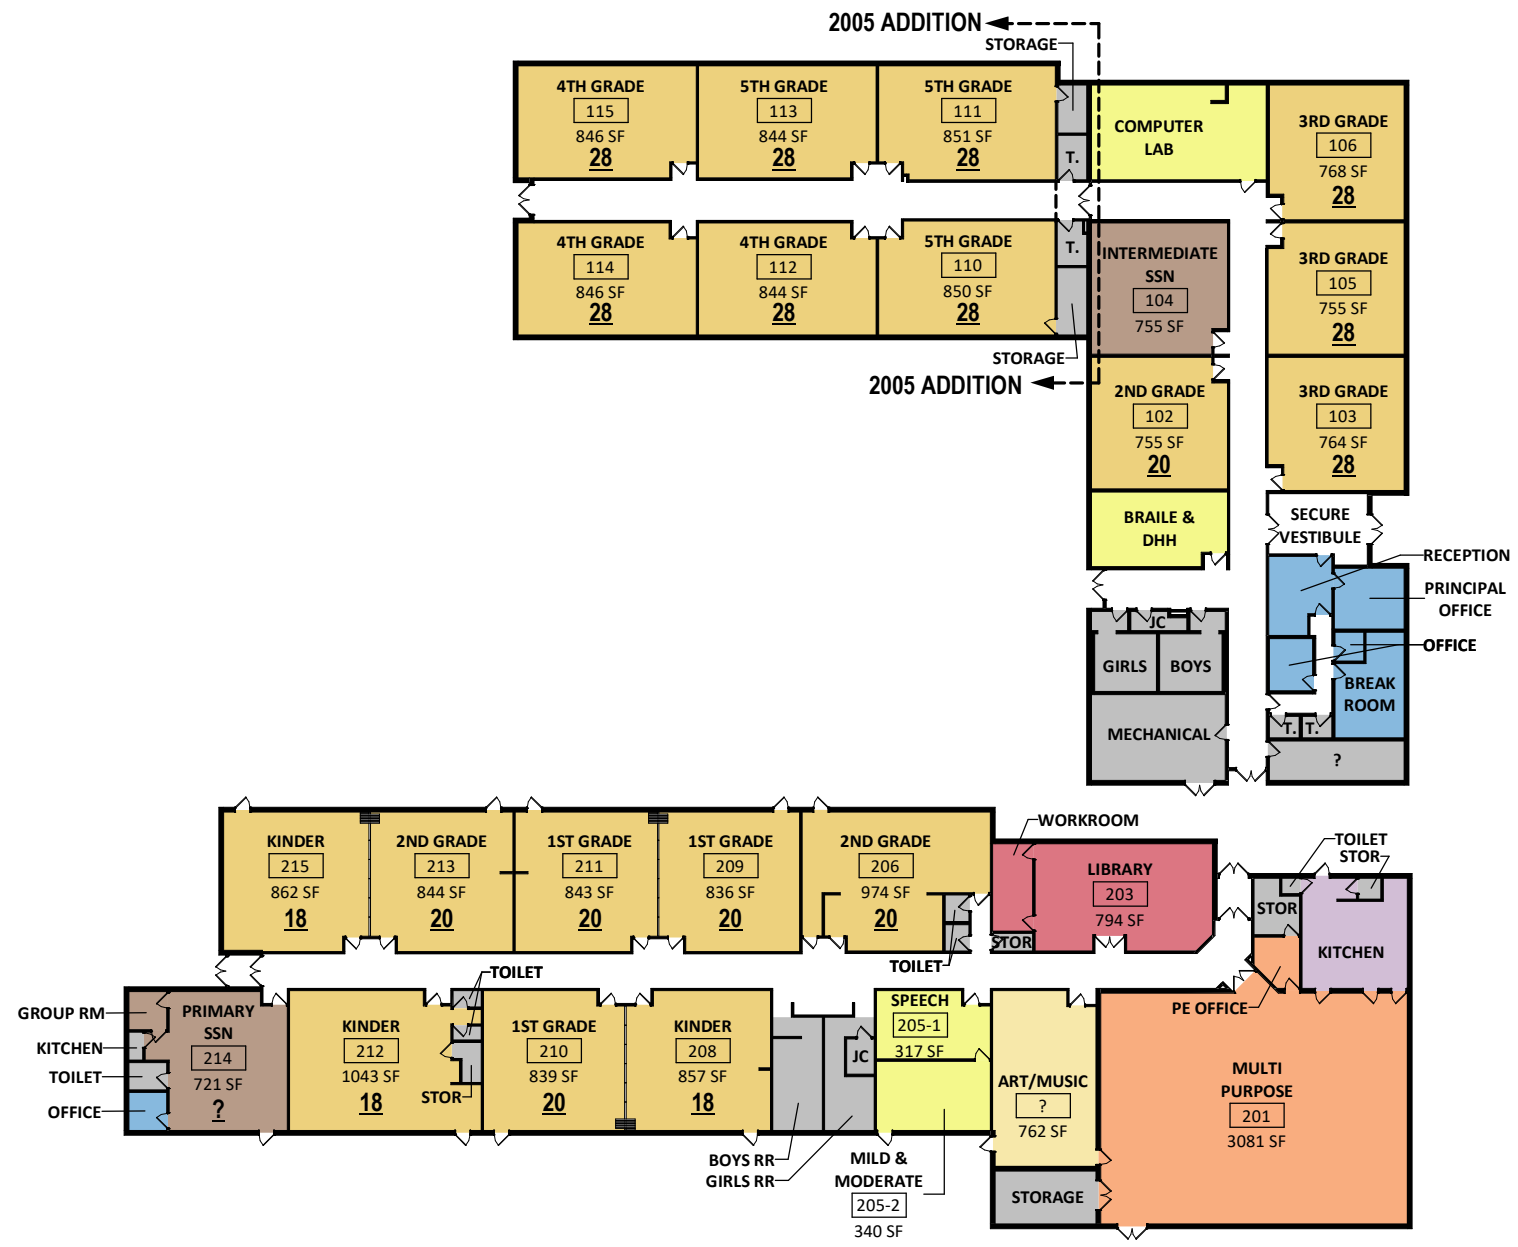 2005 ADDITION
STORAGE
4TH GRADE
115
846 SF
28
5TH GRADE
113
844 SF
28
5TH GRADE
111
851 SF
28
T.
COMPUTER
LAB
3RD GRADE
106
768 SF
28
4TH GRADE
114
846 SF
28
4TH GRADE
112
844 SF
28
5TH GRADE
110
850 SF
28
T.
STORAGE
2005 ADDITION
INTERMEDIATE
SSN
104
755 SF
3RD GRADE
105
755 SF
28
2ND GRADE
102
755 SF
20
3RD GRADE
103
764 SF
28
BRAILE &
DHH
SECURE
VESTIBULE
RECEPTION
PRINCIPAL
OFFICE
OFFICE
BREAK
ROOM
JC
GIRLS
BOYS
MECHANICAL
T.
T.
?
KINDER
215
862 SF
18
2ND GRADE
213
844 SF
20
1ST GRADE
211
843 SF
20
1ST GRADE
209
836 SF
20
2ND GRADE
206
974 SF
20
TOILET
WORKROOM
LIBRARY
203
794 SF
STOR
TOILET
STOR
STOR
KITCHEN
PE OFFICE
GROUP RM
KITCHEN
TOILET
OFFICE
PRIMARY
SSN
214
721 SF
?
KINDER
212
1043 SF
18
TOILET
STOR
1ST GRADE
210
839 SF
20
KINDER
208
857 SF
18
BOYS RR
GIRLS RR
JC
SPEECH
205-1
317 SF
MILD &
MODERATE
205-2
340 SF
ART/MUSIC
?
762 SF
STORAGE
MULTI
PURPOSE
201
3081 SF